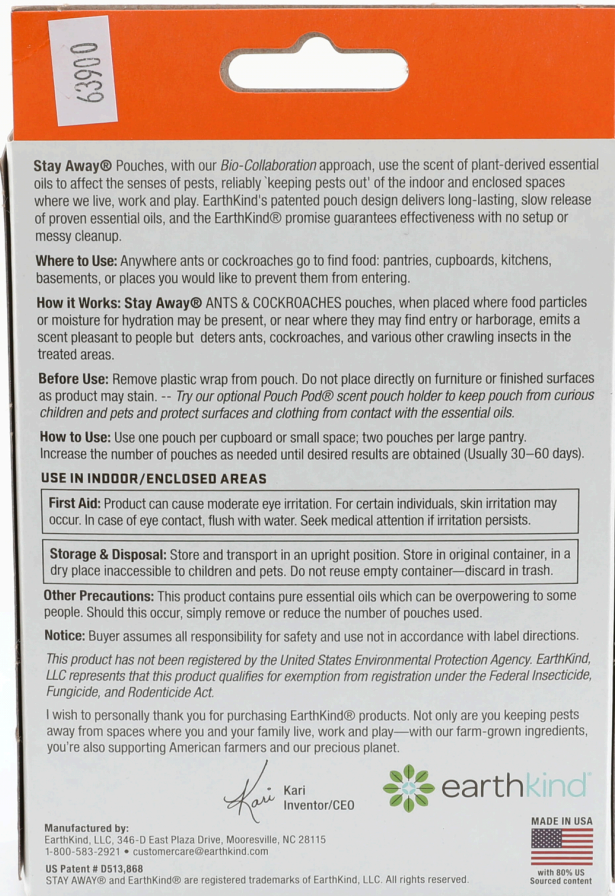 63900
Stay Away® Pouches, with our Bio-Collaboration approach, use the scent of plant-derived essential
oils to affect the senses of pests, reliably `keeping pests out' of the indoor and enclosed spaces
where we live, work and play. EarthKind's patented pouch design delivers long-lasting, slow release
of proven essential oils, and the EarthKind® promise guarantees effectiveness with no setup or
messy cleanup.
Where to Use: Anywhere ants or cockroaches go to find food: pantries, cupboards, kitchens,
basements, or places you would like to prevent them from entering.
How it Works: Stay Away® ANTS & COCKROACHES pouches, when placed where food particles
or moisture for hydration may be present, or near where they may find entry or harborage, emits a
scent pleasant to people but deters ants, cockroaches, and various other crawling insects in the
treated areas.
Before Use: Remove plastic wrap from pouch. Do not place directly on furniture or finished surfaces
as product may stain. -- Try our optional Pouch Pod® scent pouch holder to keep pouch from curious
children and pets and protect surfaces and clothing from contact with the essential oils.
How to Use: Use one pouch per cupboard or small space; two pouches per large pantry.
Increase the number of pouches as needed until desired results are obtained (Usually 30–60 days).
USE IN INDOOR/ENCLOSED AREAS
First Aid: Product can cause moderate eye irritation. For certain individuals, skin irritation may
occur. In case of eye contact, flush with water. Seek medical attention if irritation persists.
Storage & Disposal: Store and transport in an upright position. Store in original container, in a
dry place inaccessible to children and pets. Do not reuse empty container—discard in trash.
Other Precautions: This product contains pure essential oils which can be overpowering to some
people. Should this occur, simply remove or reduce the number of pouches used.
Notice: Buyer assumes all responsibility for safety and use not in accordance with label directions.
This product has not been registered by the United States Environmental Protection Agency. EarthKind,
LLC represents that this product qualifies for exemption from registration under the Federal Insecticide,
Fungicide, and Rodenticide Act.
I wish to personally thank you for purchasing EarthKind® products. Not only are you keeping pests
away from spaces where you and your family live, work and play—with our farm-grown ingredients,
you're also supporting American farmers and our precious planet.
Kari
Kari
Inventor/CEO
earthkind®
Manufactured by:
EarthKind, LLC, 346-D East Plaza Drive, Mooresville, NC 28115
1-800-583-2921 • customercare@earthkind.com
US Patent # D513,868
STAY AWAY® and EarthKind® are registered trademarks of EarthKind, LLC. All rights reserved.
MADE IN USA
with 80% US
Sourced content